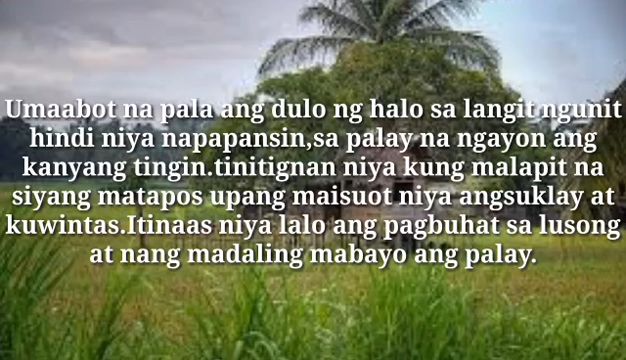 Umaabot na pala ang dulo ng halo sa langit ngunit
hindi niya napapansin,sa palay na ngayon ang
kanyang tingin.tinitignan niya kung malapit na
siyang matapos upang maisuot niya angsuklay at
kuwintas.Itinaas niya lalo ang pagbuhat sa lusong
at nang madaling mabayo ang palay.